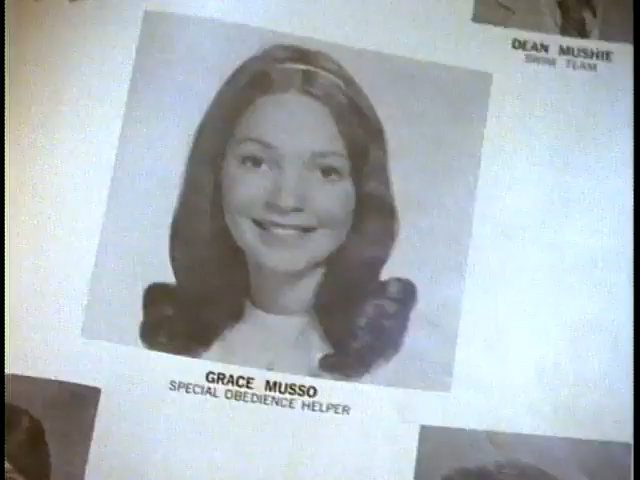 DEAN MUSHIE
SWIM TEAM
GRACE MUSSO
SPECIAL OBEDIENCE HELPER